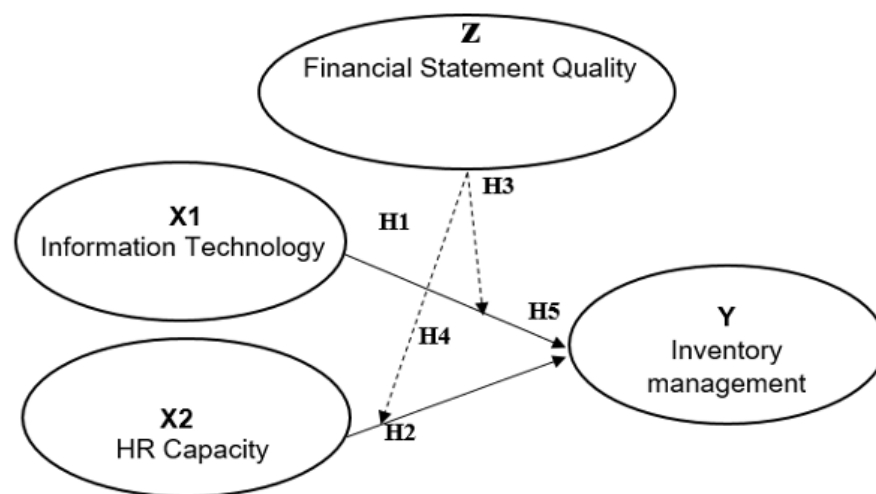 Z
Financial Statement Quality
H3
X1
Information Technology
H1
H5
Y
Inventory
management
H4
X2
HR Capacity
H2